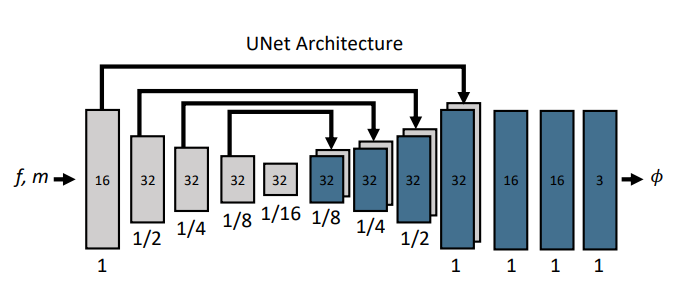 UNet Architecture
f, m
16 32 32 32 32 32 32 32 32 16 16 3
ϕ
1 1/2 1/4 1/8 1/16 1/8 1/4 1/2 1 1 1 1